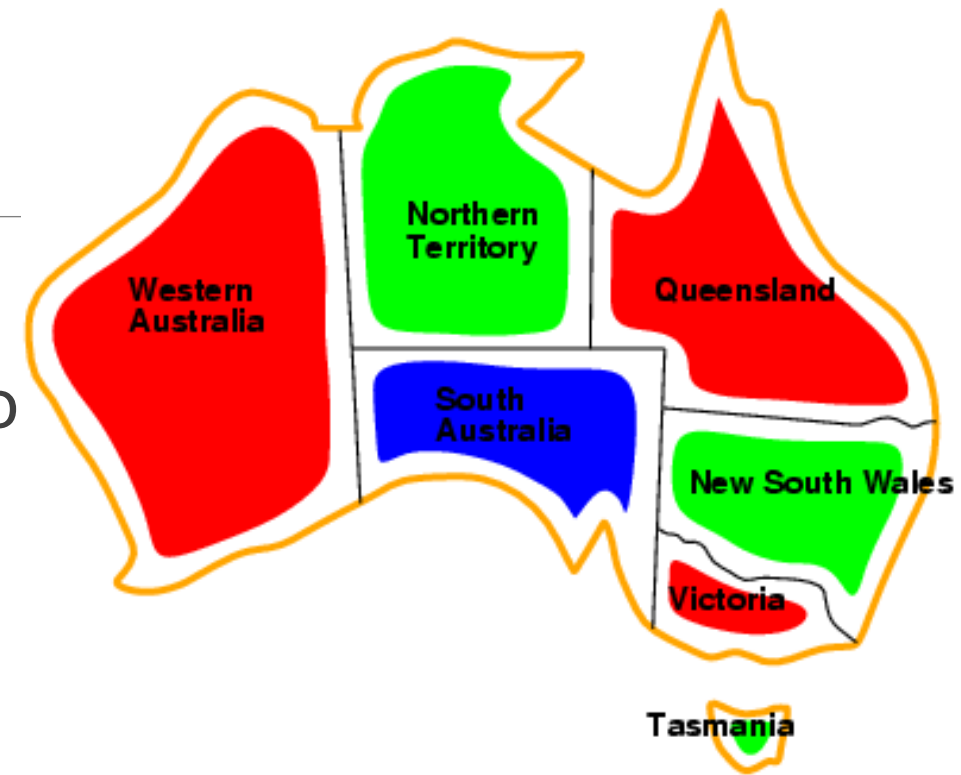 Northern
Territory
Western
Australia
Queensland
South
Australia
New South Wales
Victoria
Tasmania